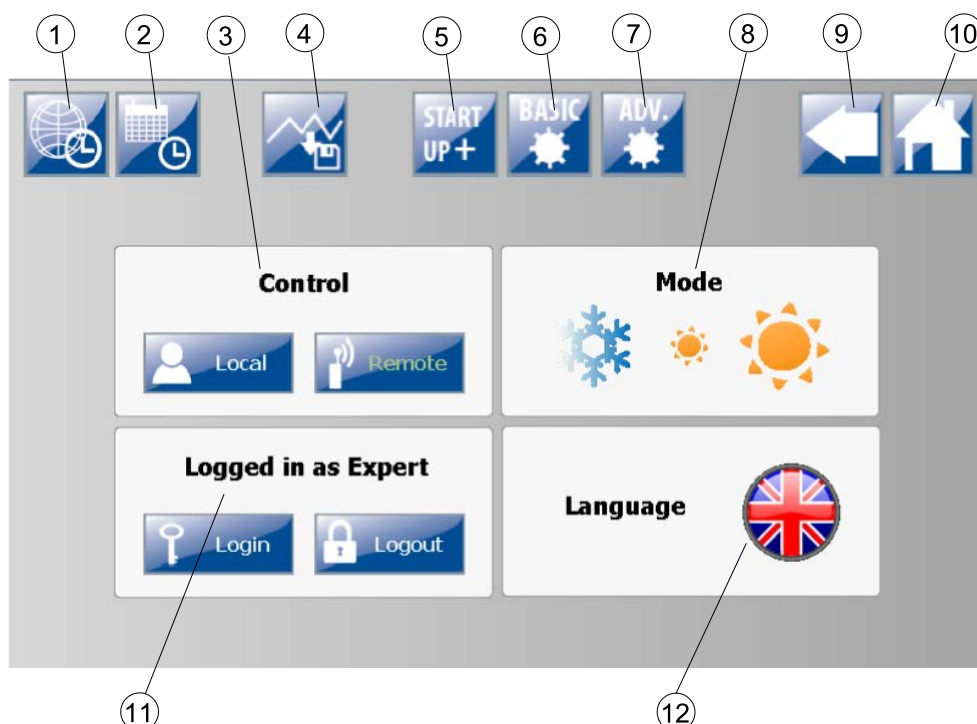 1 2 3 4 5 6 7 8 9 10
START UP+
BASIC
ADV.
Control
Local
Remote
Mode
Logged in as Expert
Login
Logout
Language
11 12